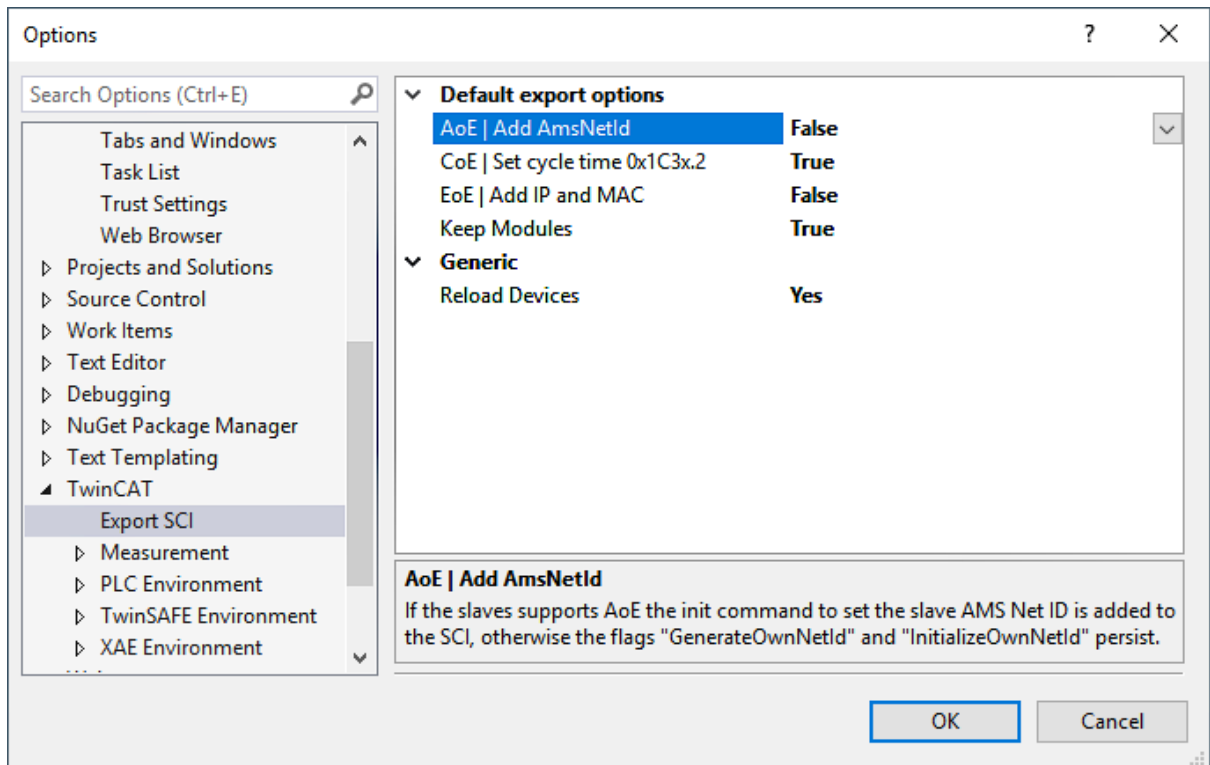 Options
?
Search Options (Ctrl+E)
Tabs and Windows
Task List
Trust Settings
Web Browser
Projects and Solutions
Source Control
Work Items
Text Editor
Debugging
NuGet Package Manager
Text Templating
TwinCAT
Export SCI
Measurement
PLC Environment
TwinSAFE Environment
XAE Environment
Default export options
AoE | Add AmsNetId False
CoE | Set cycle time 0x1C3x.2 True
EoE | Add IP and MAC False
Keep Modules True
Generic
Reload Devices Yes
AoE | Add AmsNetId
If the slaves supports AoE the init command to set the slave AMS Net ID is added to
the SCI, otherwise the flags "GenerateOwnNetId" and "InitializeOwnNetId" persist.
OK Cancel